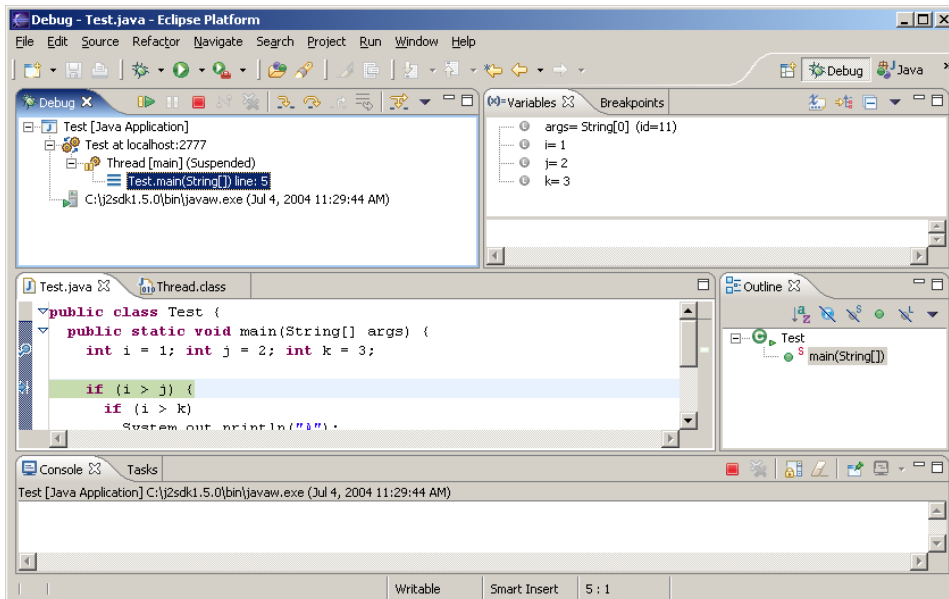 Debug - Test.java - Eclipse Platform
File Edit Source Refactor Navigate Search Project Run Window Help
Debug Java »
Debug
Test [Java Application]
Test at localhost:2777
Thread [main] (Suspended)
Test.main(String[]) line: 5
C:\j2sdk1.5.0\bin\javaw.exe (Jul 4, 2004 11:29:44 AM)
(x)= Variables Breakpoints
args= String[0] (id=11)
i= 1
j= 2
k= 3
Test.java Thread.class
public class Test {
public static void main(String[] args) {
int i = 1; int j = 2; int k = 3;
if (i > j) {
if (i > k)
System.out.println("A");
Outline
Test
main(String[])
Console Tasks
Test [Java Application] C:\j2sdk1.5.0\bin\javaw.exe (Jul 4, 2004 11:29:44 AM)
Writable Smart Insert 5 : 1